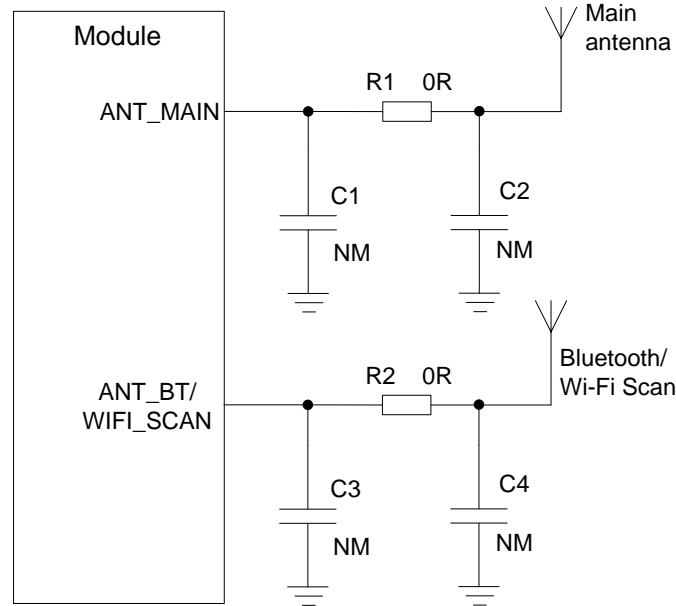 Module
Main
antenna
R1 0R
ANT_MAIN
C1
C2
NM
NM
Bluetooth/
Wi-Fi Scan
R2 0R
ANT_BT/
WIFI_SCAN
C3
C4
NM
NM